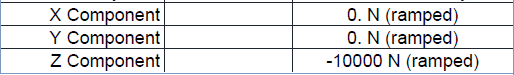 X Component 0. N (ramped)
Y Component 0. N (ramped)
Z Component -10000 N (ramped)